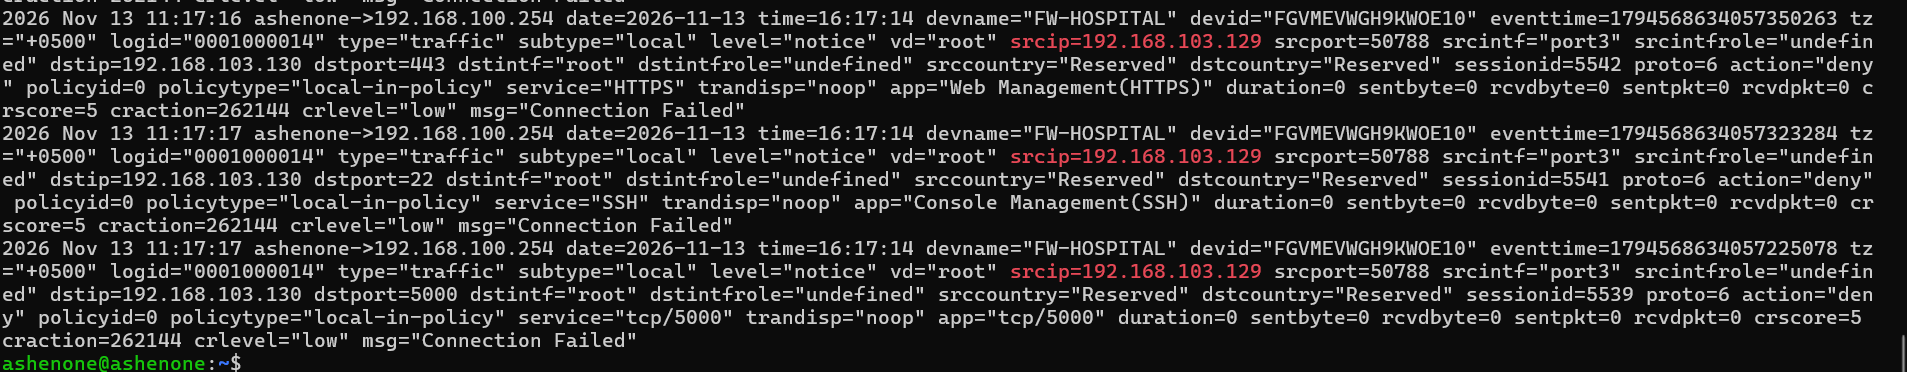 2026 Nov 13 11:17:16 ashenone->192.168.100.254 date=2026-11-13 time=16:17:14 devname="FW-HOSPITAL" devid="FGVMEVWGH9KWOE10" eventtime=1794568634057350263 tz
="+0500" logid="0001000014" type="traffic" subtype="local" level="notice" vd="root" srcip=192.168.103.129 srcport=50788 srcintf="port3" srcintfrole="undefin
ed" dstip=192.168.103.130 dstport=443 dstintf="root" dstintfrole="undefined" srccountry="Reserved" dstcountry="Reserved" sessionid=5542 proto=6 action="deny
" policyid=0 policytype="local-in-policy" service="HTTPS" trandisp="noop" app="Web Management(HTTPS)" duration=0 sentbyte=0 rcvdbyte=0 sentpkt=0 rcvdpkt=0 c
rscore=5 craction=262144 crlevel="low" msg="Connection Failed"
2026 Nov 13 11:17:17 ashenone->192.168.100.254 date=2026-11-13 time=16:17:14 devname="FW-HOSPITAL" devid="FGVMEVWGH9KWOE10" eventtime=1794568634057323284 tz
="+0500" logid="0001000014" type="traffic" subtype="local" level="notice" vd="root" srcip=192.168.103.129 srcport=50788 srcintf="port3" srcintfrole="undefin
ed" dstip=192.168.103.130 dstport=22 dstintf="root" dstintfrole="undefined" srccountry="Reserved" dstcountry="Reserved" sessionid=5541 proto=6 action="deny"
 policyid=0 policytype="local-in-policy" service="SSH" trandisp="noop" app="Console Management(SSH)" duration=0 sentbyte=0 rcvdbyte=0 sentpkt=0 rcvdpkt=0 cr
score=5 craction=262144 crlevel="low" msg="Connection Failed"
2026 Nov 13 11:17:17 ashenone->192.168.100.254 date=2026-11-13 time=16:17:14 devname="FW-HOSPITAL" devid="FGVMEVWGH9KWOE10" eventtime=1794568634057225078 tz
="+0500" logid="0001000014" type="traffic" subtype="local" level="notice" vd="root" srcip=192.168.103.129 srcport=50788 srcintf="port3" srcintfrole="undefin
ed" dstip=192.168.103.130 dstport=5000 dstintf="root" dstintfrole="undefined" srccountry="Reserved" dstcountry="Reserved" sessionid=5539 proto=6 action="den
y" policyid=0 policytype="local-in-policy" service="tcp/5000" trandisp="noop" app="tcp/5000" duration=0 sentbyte=0 rcvdbyte=0 sentpkt=0 rcvdpkt=0 crscore=5
craction=262144 crlevel="low" msg="Connection Failed"
ashenone@ashenone:~$